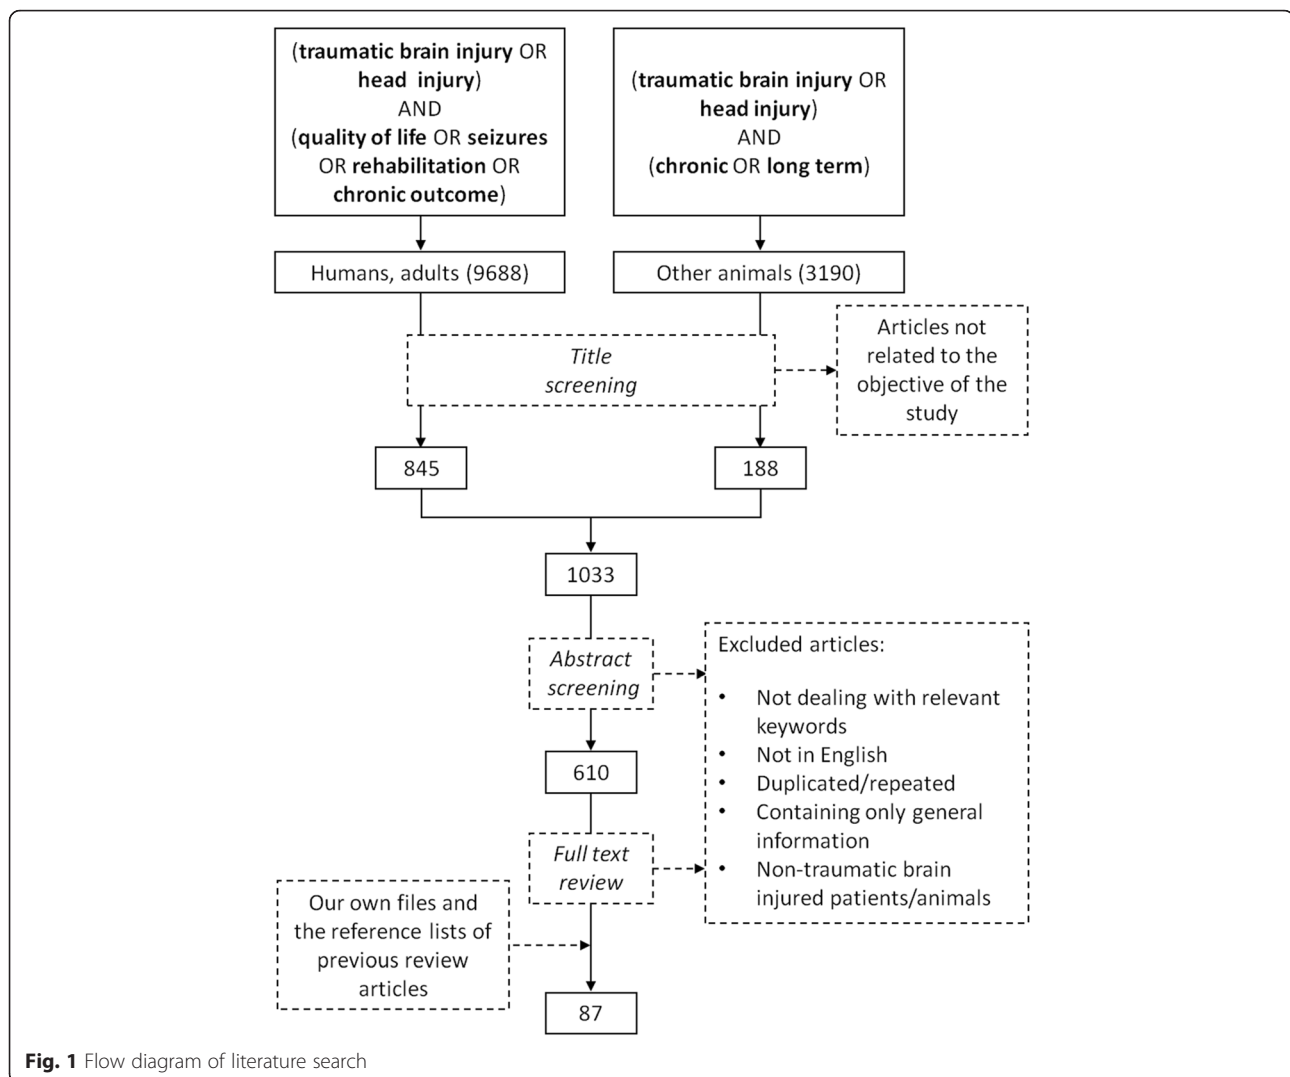 (traumatic brain injury OR
head injury)
AND
(quality of life OR seizures
OR rehabilitation OR
chronic outcome)
(traumatic brain injury OR
head injury)
AND
(chronic OR long term)
Humans, adults (9688)
Other animals (3190)
Title
screening
Articles not
related to the
objective of the
study
845
188
1033
Abstract
screening
Excluded articles:
• Not dealing with relevant
keywords
• Not in English
• Duplicated/repeated
• Containing only general
information
• Non-traumatic brain
injured patients/animals
610
Full text
review
Our own files and
the reference lists of
previous review
articles
87
Fig. 1 Flow diagram of literature search